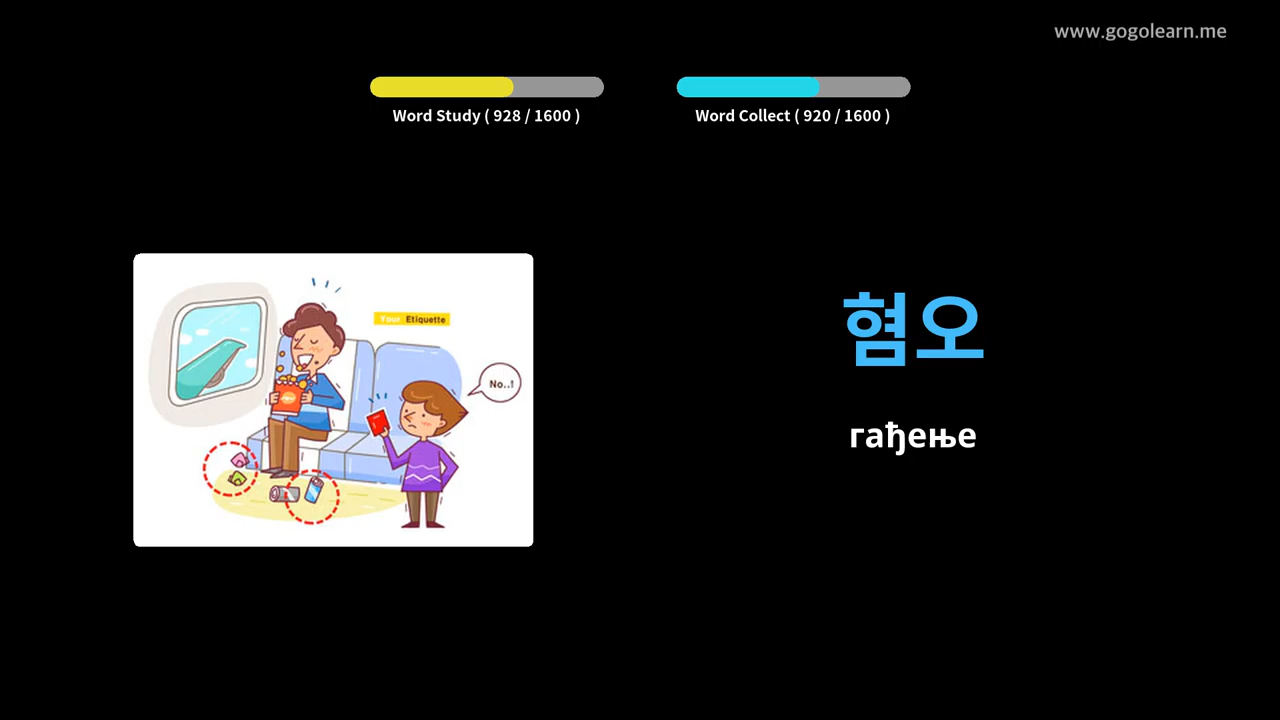 www.gogolearn.me
Word Study ( 928 / 1600 )
Word Collect ( 920 / 1600 )
Your Etiquette
No..!
혐오
гађење